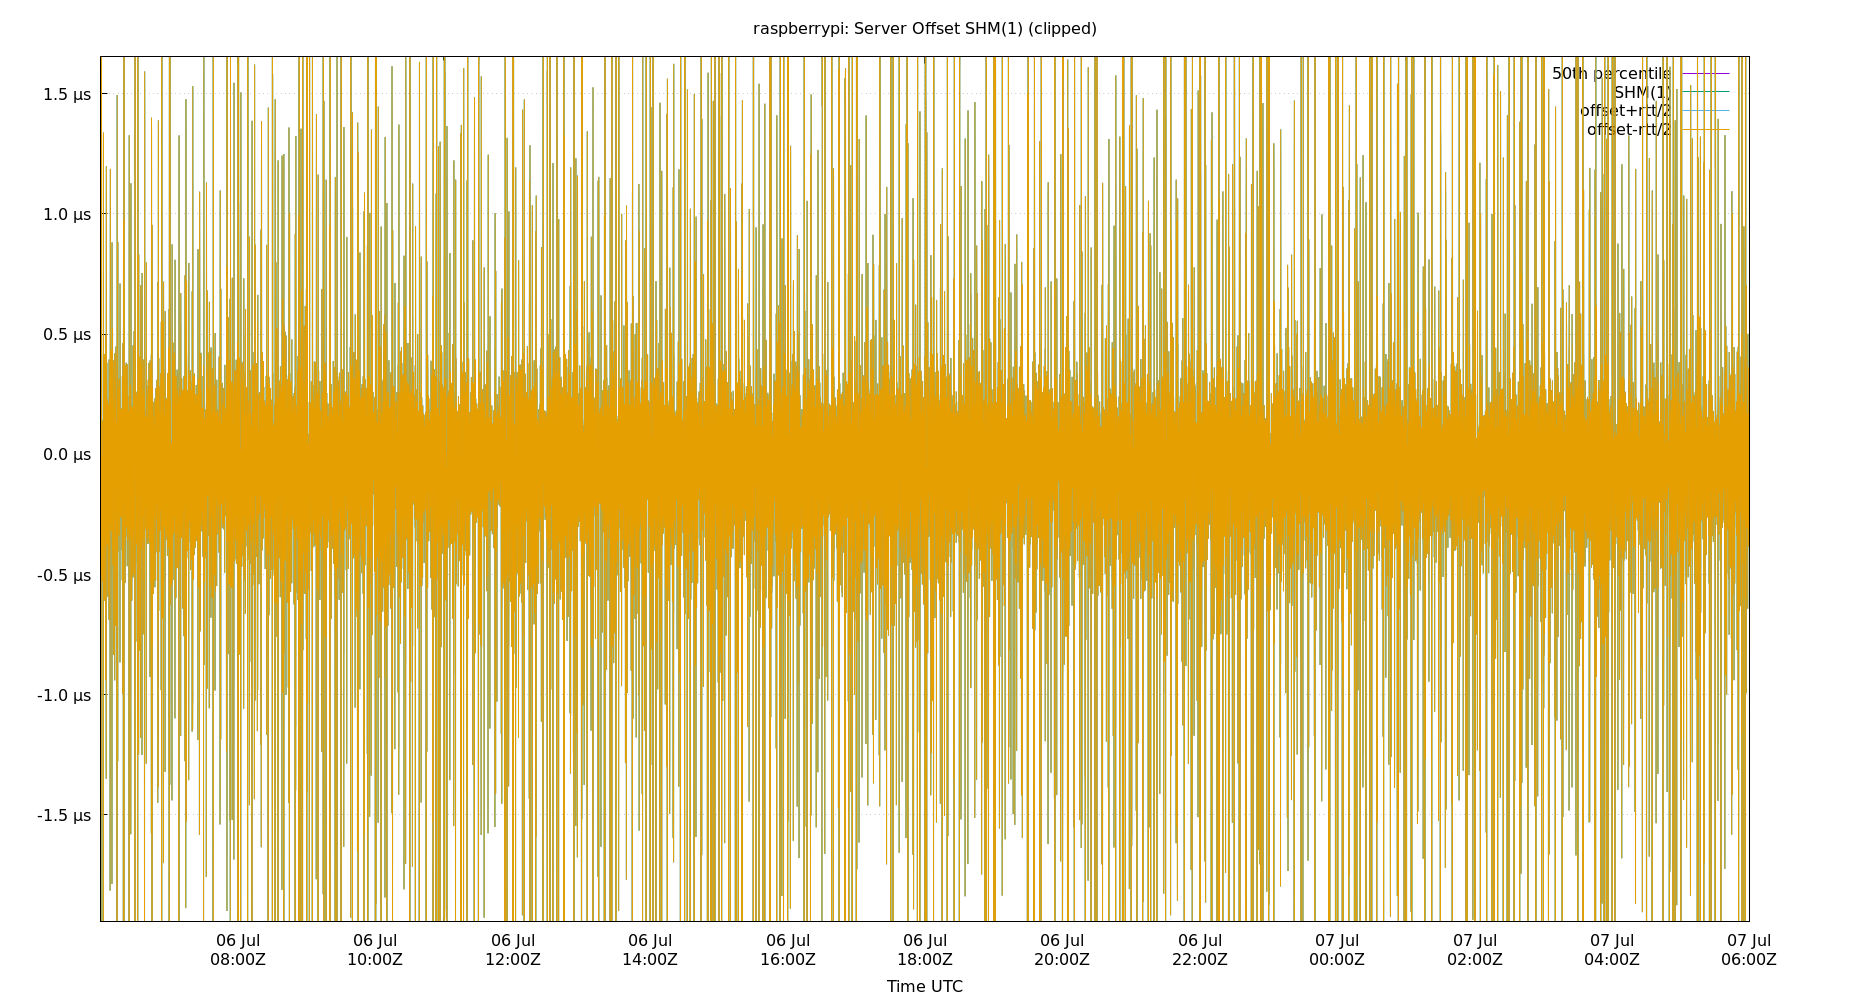 raspberrypi: Server Offset SHM(1) (clipped)
50th percentile
SHM(1)
offset+rtt/2
offset-rtt/2
1.5 µs
1.0 µs
0.5 µs
0.0 µs
-0.5 µs
-1.0 µs
-1.5 µs
06 Jul 06 Jul 06 Jul 06 Jul 06 Jul 06 Jul 06 Jul 06 Jul 07 Jul 07 Jul 07 Jul 07 Jul
08:00Z 10:00Z 12:00Z 14:00Z 16:00Z 18:00Z 20:00Z 22:00Z 00:00Z 02:00Z 04:00Z 06:00Z
Time UTC